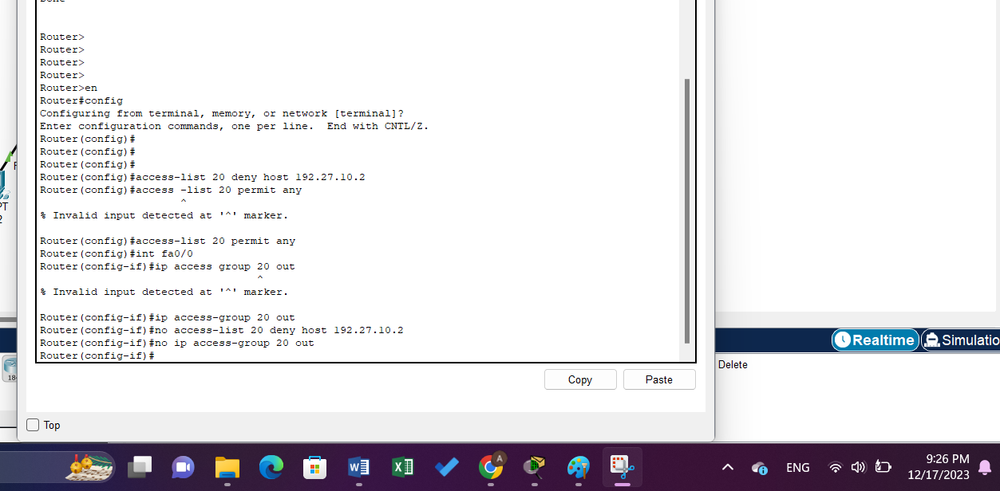 Router>
Router>
Router>
Router>
Router>en
Router#config
Configuring from terminal, memory, or network [terminal]?
Enter configuration commands, one per line.  End with CNTL/Z.
Router(config)#
Router(config)#
Router(config)#
Router(config)#access-list 20 deny host 192.27.10.2
Router(config)#access -list 20 permit any
^
% Invalid input detected at '^' marker.
Router(config)#access-list 20 permit any
Router(config)#int fa0/0
Router(config-if)#ip access group 20 out
^
% Invalid input detected at '^' marker.
Router(config-if)#ip access-group 20 out
Router(config-if)#no access-list 20 deny host 192.27.10.2
Router(config-if)#no ip access-group 20 out
Router(config-if)#
Copy
Paste
Top
PT
2
18
Realtime
Simulatio
Delete
A
ENG
9:26 PM
12/17/2023